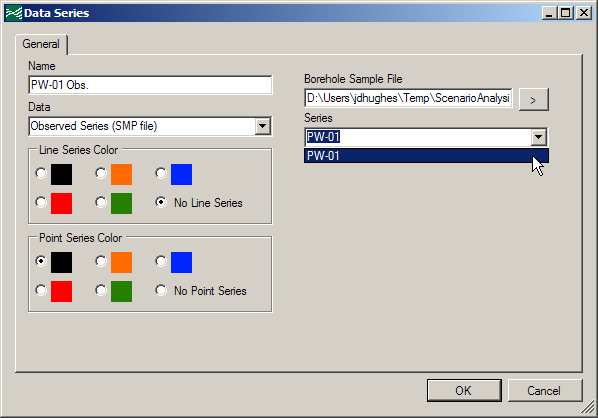 Data Series
General
Name
PW-01 Obs.
Data
Observed Series (SMP file)
Line Series Color
No Line Series
Point Series Color
No Point Series
Borehole Sample File
D:\Users\jdhughes\Temp\ScenarioAnalysi
>
Series
PW-01
PW-01
OK
Cancel